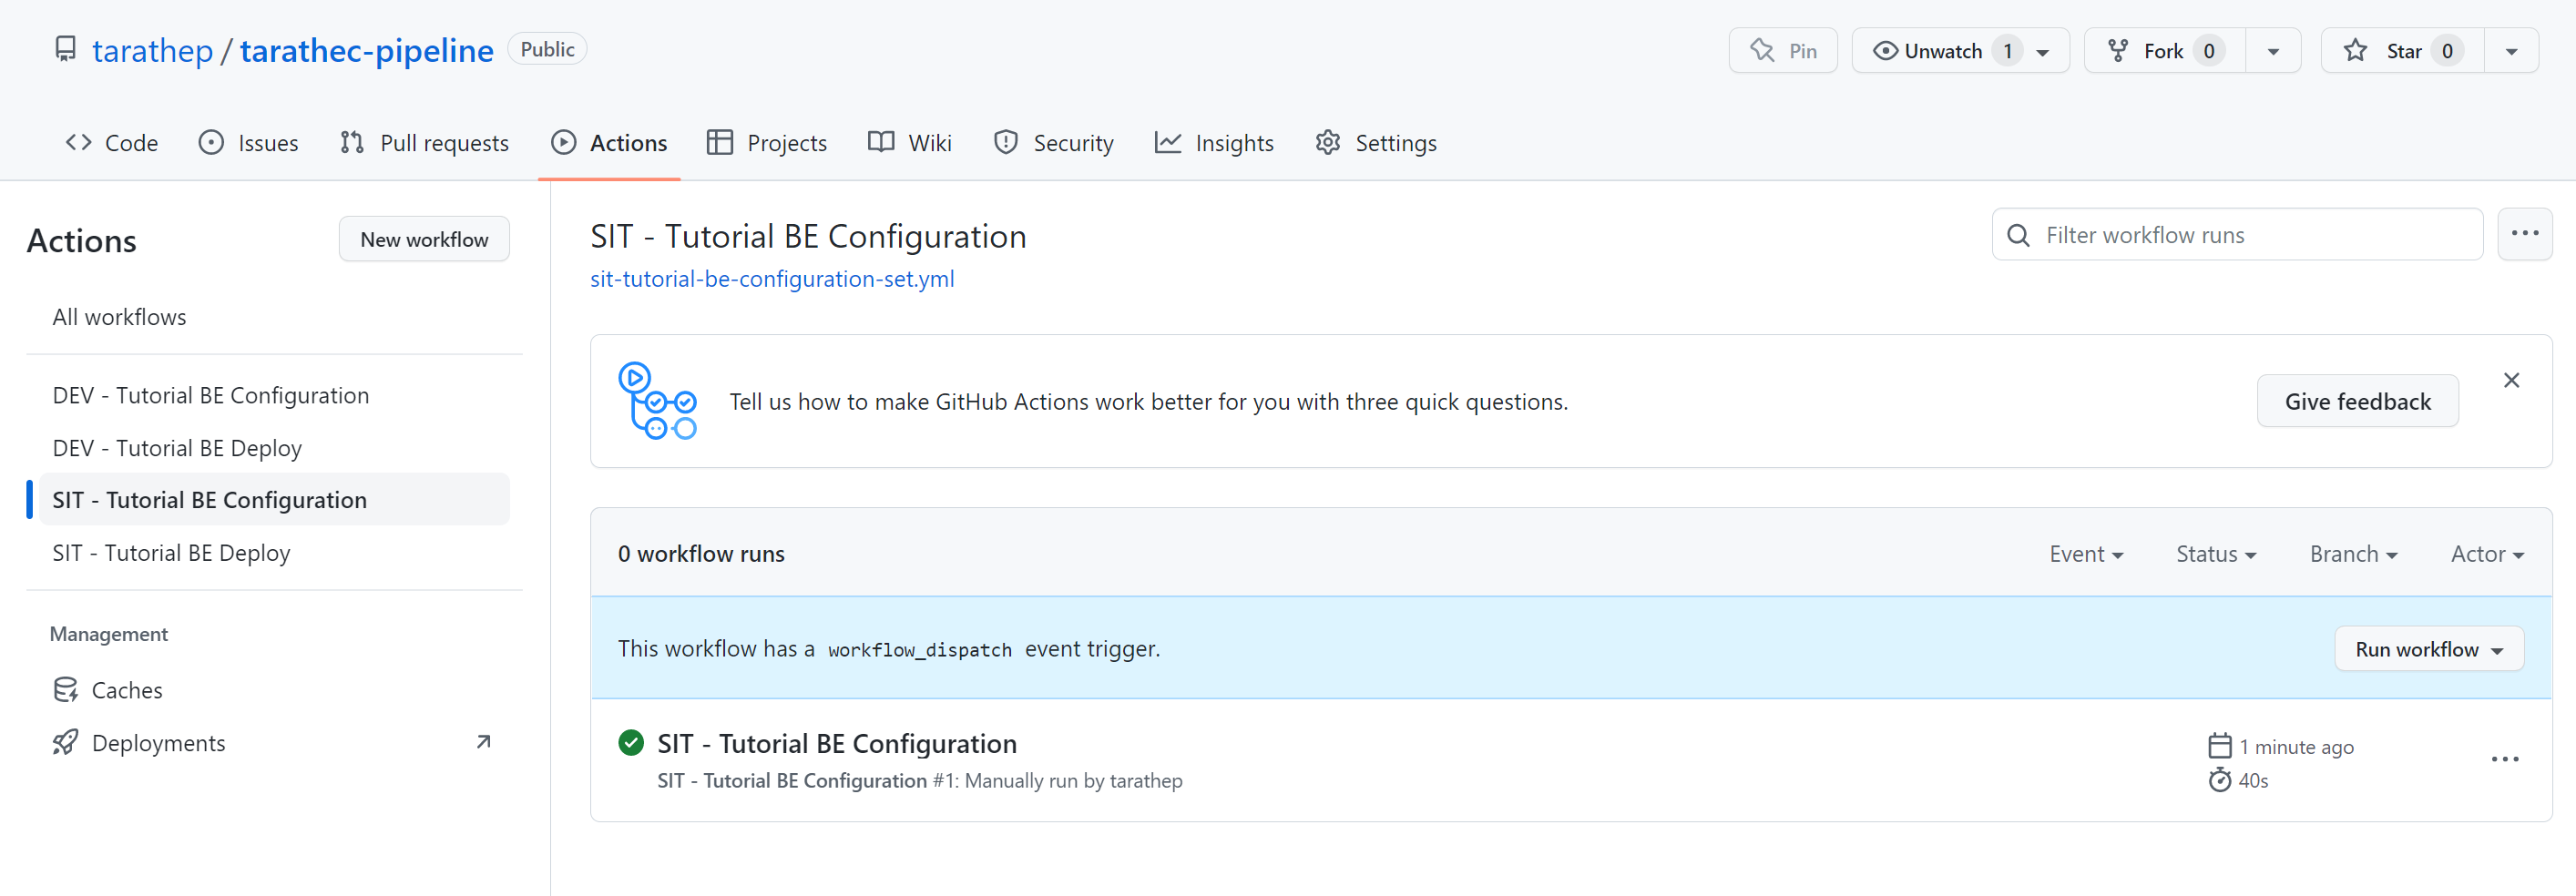 tarathep / tarathec-pipeline Public
Pin Unwatch 1 Fork 0 Star 0
Code Issues Pull requests Actions Projects Wiki Security Insights Settings
Actions
New workflow
All workflows
DEV - Tutorial BE Configuration
DEV - Tutorial BE Deploy
SIT - Tutorial BE Configuration
SIT - Tutorial BE Deploy
Management
Caches
Deployments
SIT - Tutorial BE Configuration
sit-tutorial-be-configuration-set.yml
Filter workflow runs
Tell us how to make GitHub Actions work better for you with three quick questions.
Give feedback
0 workflow runs
Event Status Branch Actor
This workflow has a workflow_dispatch event trigger.
Run workflow
SIT - Tutorial BE Configuration
1 minute ago
SIT - Tutorial BE Configuration #1: Manually run by tarathep
40s